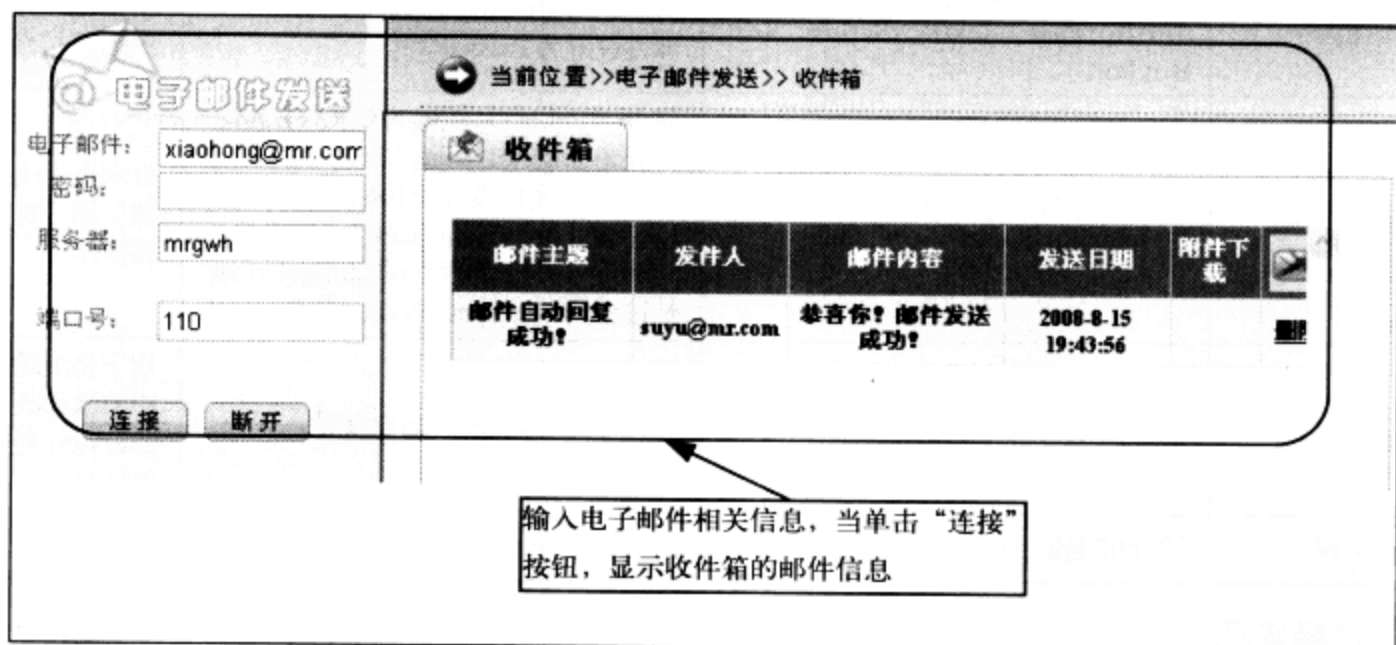 电子邮件发送
电子邮件：
xiaohong@mr.com
密码：
服务器：
mrgwh
端口号：
110
连接
断开
当前位置>>电子邮件发送>> 收件箱
收件箱
邮件主题
发件人
邮件内容
发送日期
附件下
载
邮件自动回复
成功！
suyu@mr.com
恭喜你！邮件发送
成功！
2008-8-15
19:43:56
输入电子邮件相关信息，当单击“连接”
按钮，显示收件箱的邮件信息